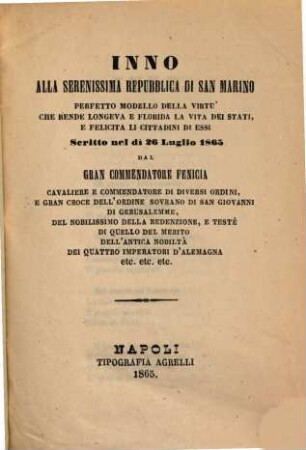 INNO
ALLA SERENISSIMA REPUBBLICA DI SAN MARINO
PERFETTO MODELLO DELLA VIRTU'
CHE RENDE LONGEVA E FLORIDA LA VITA DEI STATI,
E FELICITA LI CITTADINI DI ESSI
Scritto nel dì 26 Luglio 1865
DAL
GRAN COMMENDATORE FENICIA
CAVALIERE E COMMENDATORE DI DIVERSI ORDINI,
E GRAN CROCE DELL'ORDINE SOVRANO DI SAN GIOVANNI
DI GERUSALEMME,
DEL NOBILISSIMO DELLA REDENZIONE, E TESTÈ
DI QUELLO DEL MERITO
DELL'ANTICA NOBILTÀ
DEI QUATTRO IMPERATORI D'ALEMAGNA
etc. etc. etc.
NAPOLI
TIPOGRAFIA AGRELLI
1865.